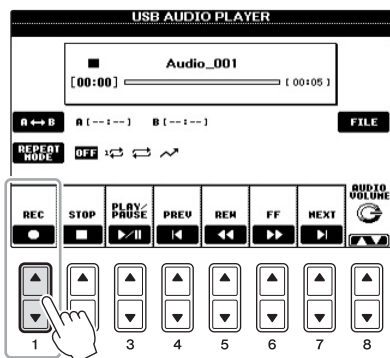 USB AUDIO PLAYER
Audio_001
[00:00] [00:05]
A↔B A[--:--] B[--:--] FILE
REPEAT MODE OFF 1
REC STOP PLAY/PAUSE PREV REW FF NEXT AUDIO VOLUME
1 3 4 5 6 7 8